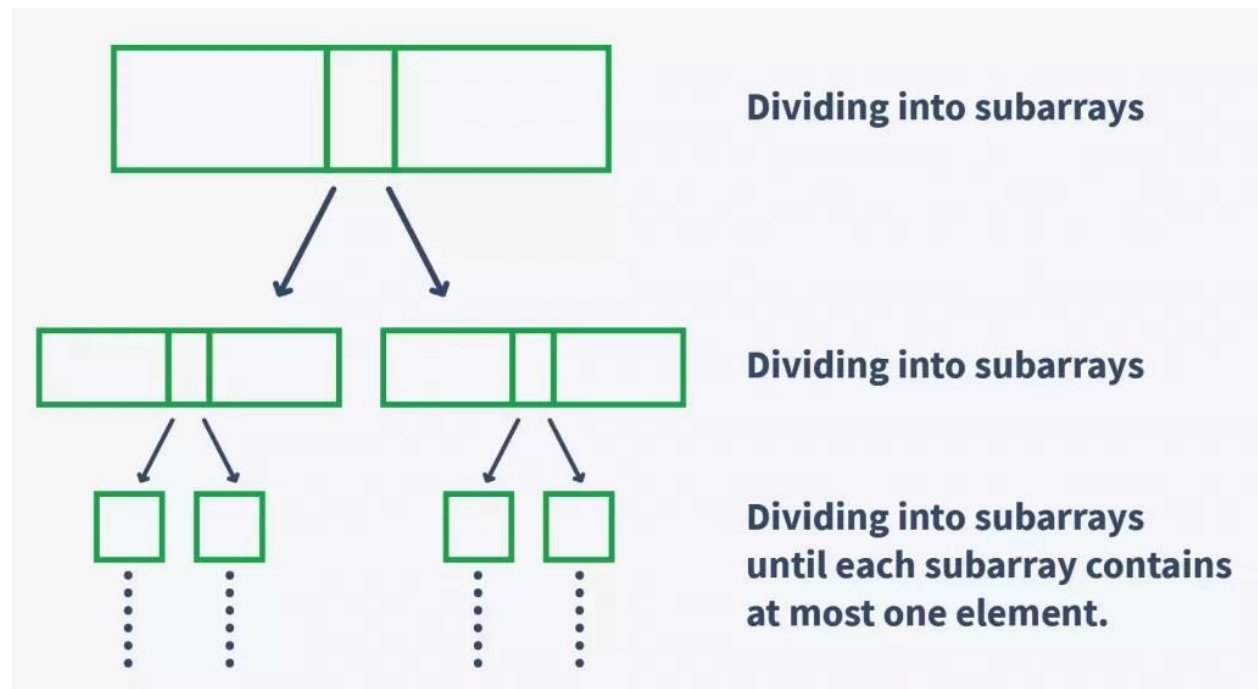 Dividing into subarrays
Dividing into subarrays
Dividing into subarrays
until each subarray contains
at most one element.